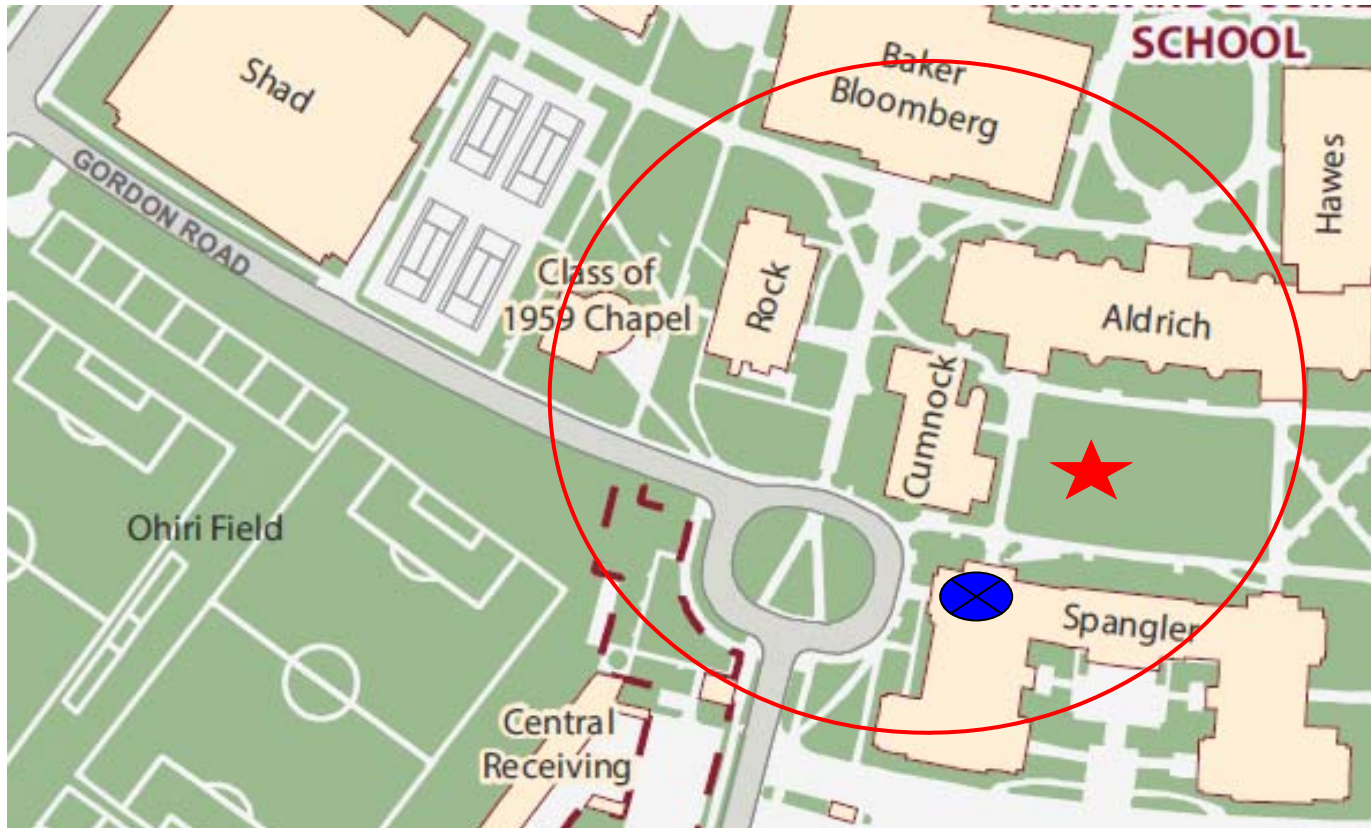 SCHOOL
Baker
Bloomberg
Shad
Hawes
GORDON ROAD
Class of
1959 Chapel
Rock
Aldrich
Cumnock
Ohiri Field
Spangler
Central
Receiving